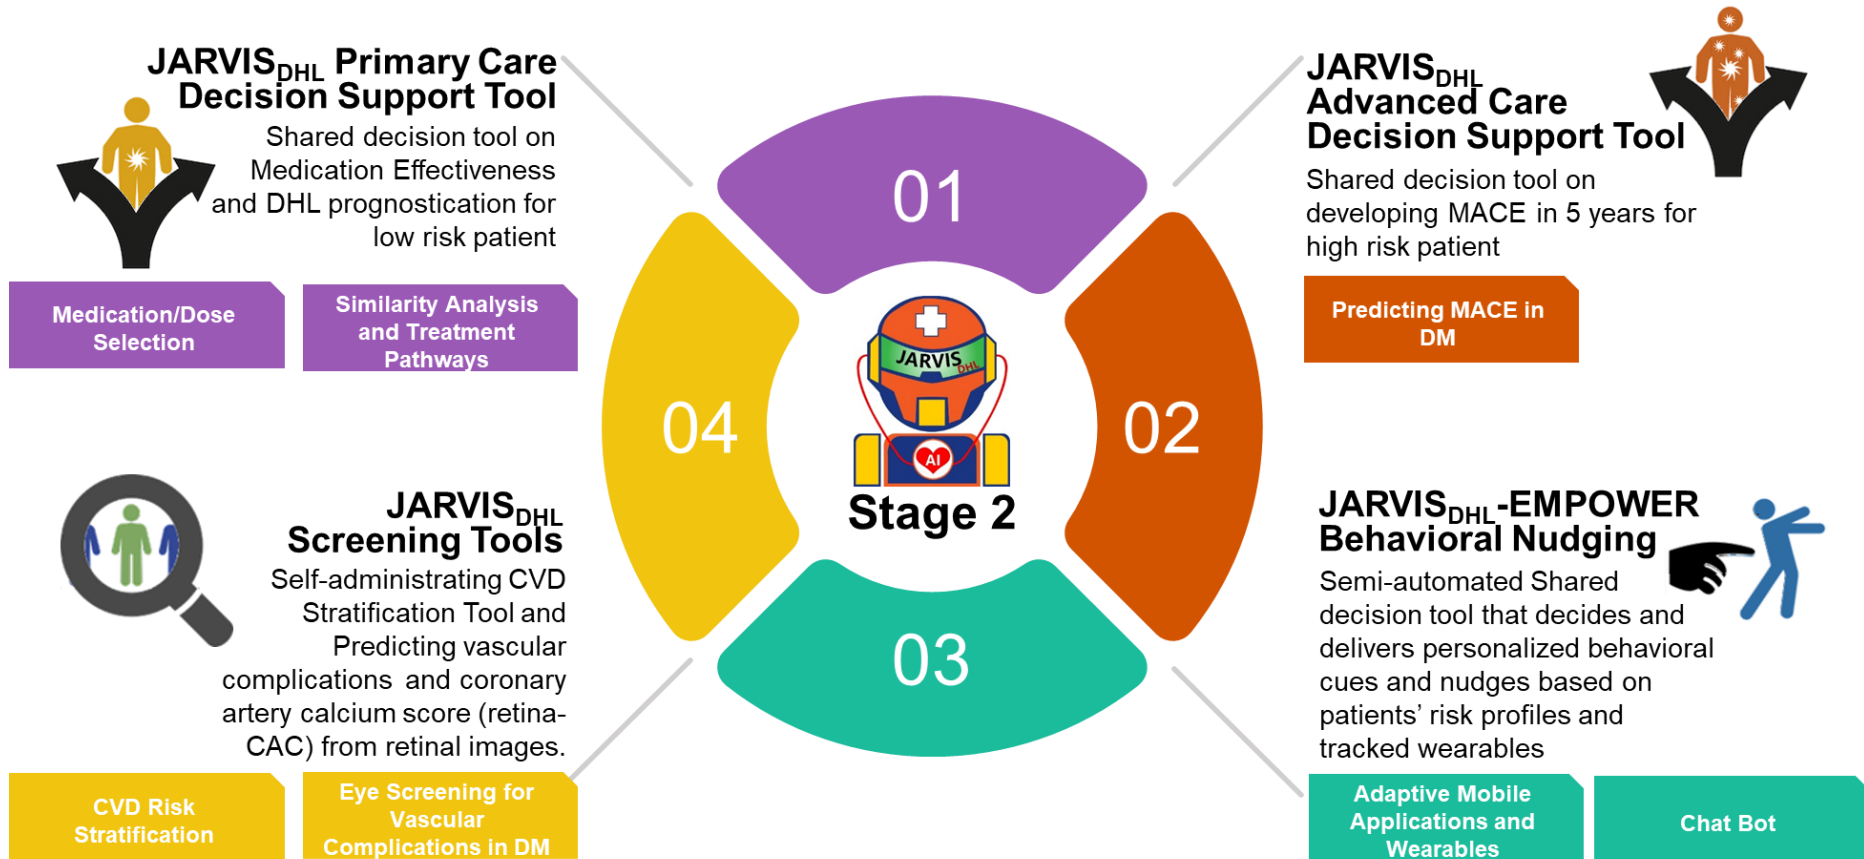 JARVISDHL Primary Care
Decision Support Tool
Shared decision tool on
Medication Effectiveness
and DHL prognostication for
low risk patient
Medication/Dose
Selection
Similarity Analysis
and Treatment
Pathways
JARVISDHL
Advanced Care
Decision Support Tool
Shared decision tool on
developing MACE in 5 years for
high risk patient
Predicting MACE in
DM
01
02
03
04
JARVIS DHL
AI
Stage 2
JARVISDHL
Screening Tools
Self-administrating CVD
Stratification Tool and
Predicting vascular
complications and coronary
artery calcium score (retina-
CAC) from retinal images.
CVD Risk
Stratification
Eye Screening for
Vascular
Complications in DM
JARVISDHL-EMPOWER
Behavioral Nudging
Semi-automated Shared
decision tool that decides and
delivers personalized behavioral
cues and nudges based on
patients’ risk profiles and
tracked wearables
Adaptive Mobile
Applications and
Wearables
Chat Bot